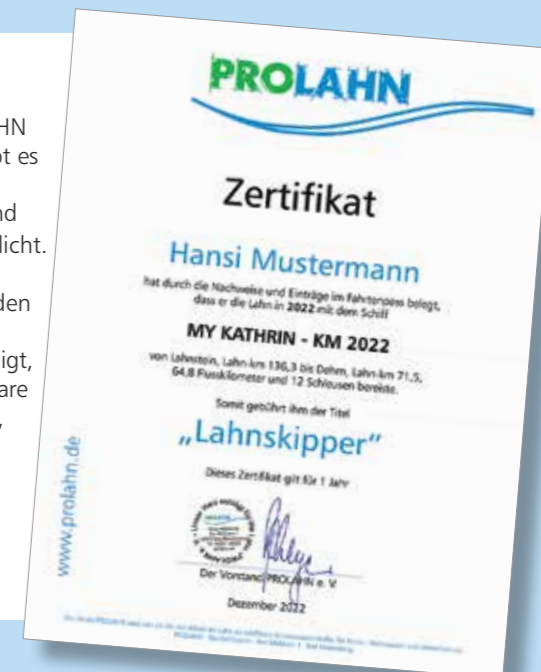 HN
ot es
nd
licht.
den
igt,
are
PROLAHN
Zertifikat
Hansi Mustermann
hat durch die Nachweise und Einträge im Fahrtenpass belegt,
dass er die Lahn in 2022 mit dem Schiff
MY KATHRIN - KM 2022
von Lahnstein, Lahn-km 136,3 bis Dehrn, Lahn-km 71,5,
64,8 Flusskilometer und 12 Schleusen bereiste.
Somit gebührt ihm der Titel
„Lahnskipper“
Dieses Zertifikat gilt für 1 Jahr
www.prolahn.de
PROLAHN
Der Vorstand PROLAHN e. V.
Dezember 2022